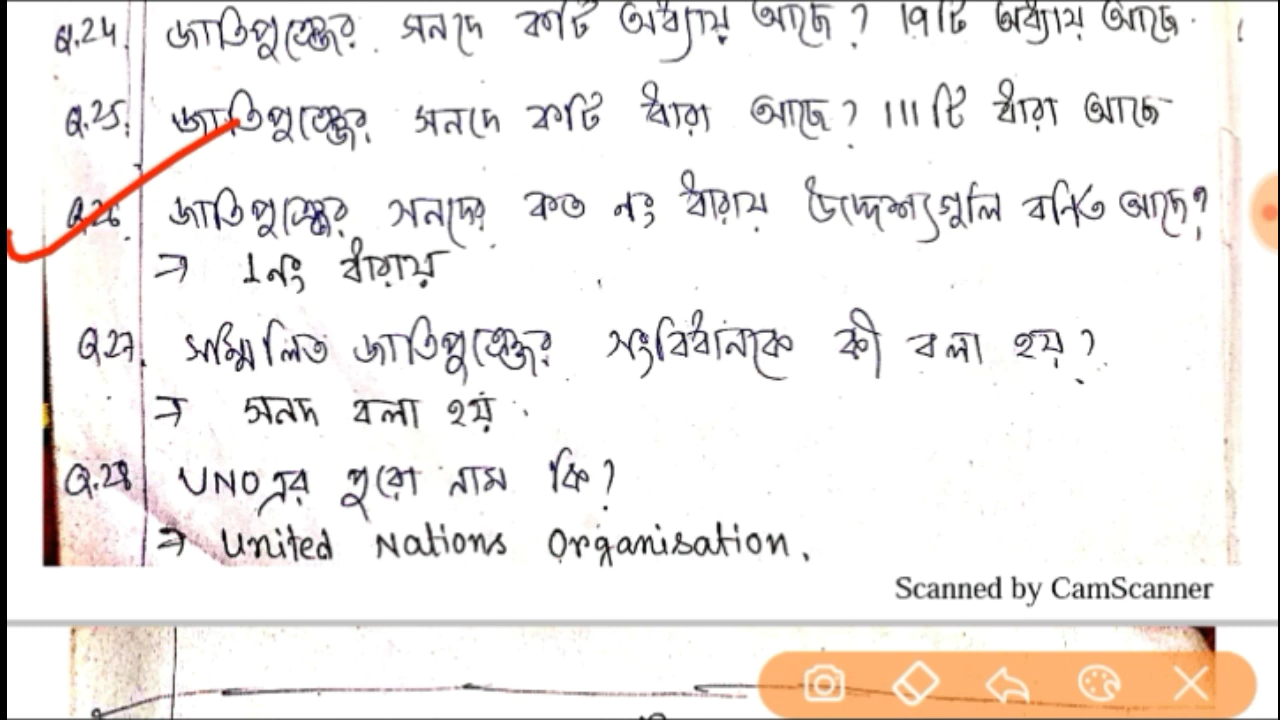 Q.24 জাতিপুঞ্জের সনদে কটি অধ্যায় আছে? 19টি অধ্যায় আছে.
Q.25. জাতিপুঞ্জের সনদে কটি ধারা আছে? 111টি ধারা আছে
Q.26. জাতিপুঞ্জের সনদের কত নং ধারায় উদ্দেশ্যগুলি বর্নিত আছে?
⇒ 1নং ধারায়
Q.27. সম্মিলিত জাতিপুঞ্জের সংবিধানকে কী বলা হয়?
⇒ সনদ বলা হয়.
Q.28 UNO এর পুরো নাম কি?
⇒ United Nations Organisation.
Scanned by CamScanner